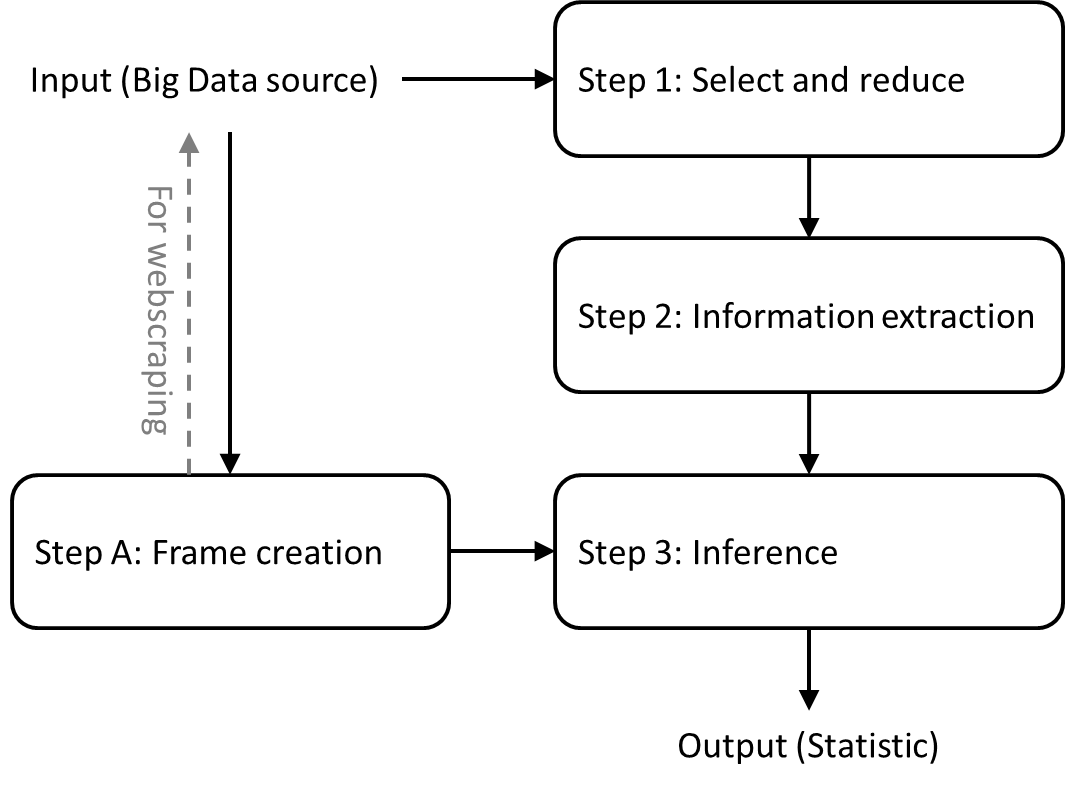 Input (Big Data source)
Step 1: Select and reduce
For webscraping
Step 2: Information extraction
Step A: Frame creation
Step 3: Inference
Output (Statistic)